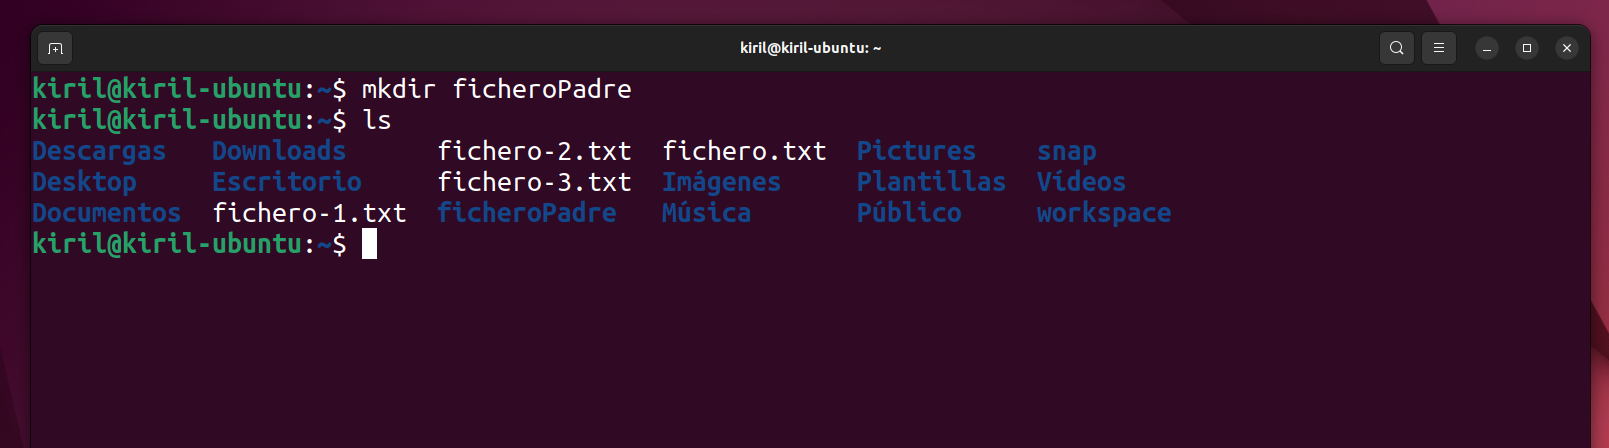 kiril@kiril-ubuntu: ~
kiril@kiril-ubuntu:~$ mkdir ficheroPadre
kiril@kiril-ubuntu:~$ ls
Descargas Downloads fichero-2.txt fichero.txt Pictures snap
Desktop Escritorio fichero-3.txt Imágenes Plantillas Vídeos
Documentos fichero-1.txt ficheroPadre Música Público workspace
kiril@kiril-ubuntu:~$